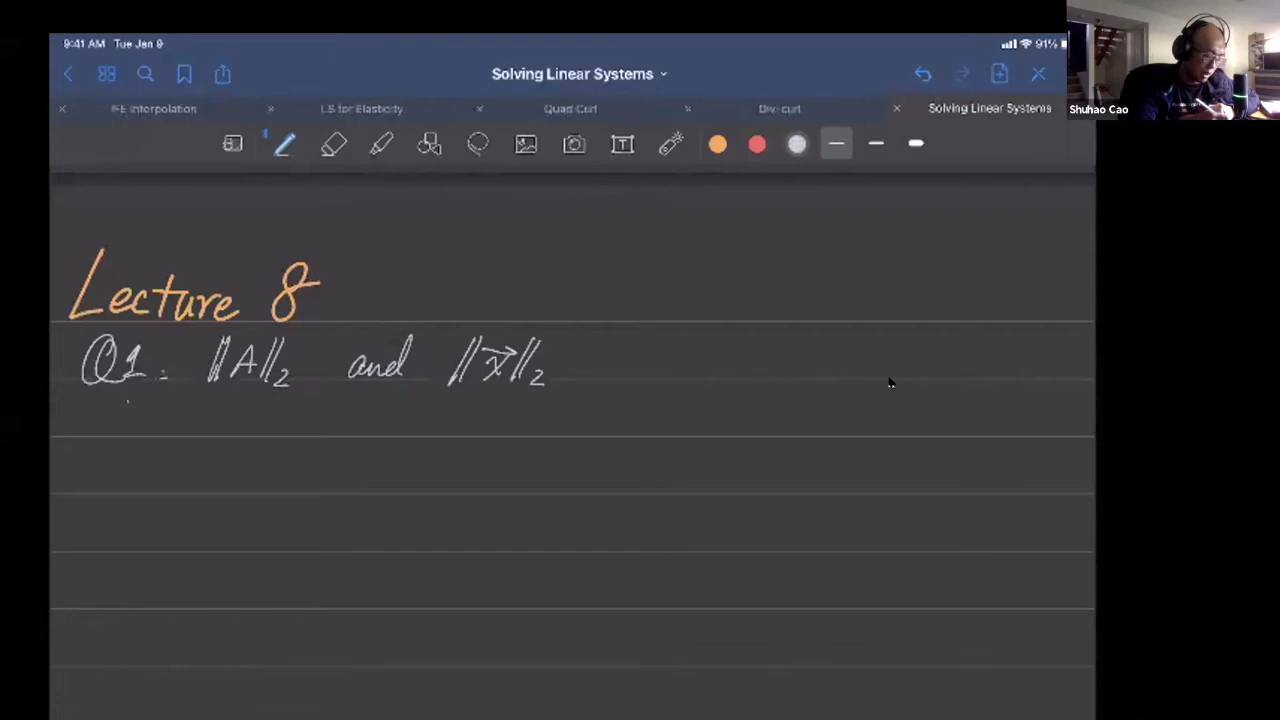 9:41 AM Tue Jan 9
91%
Solving Linear Systems
IFE Interpolation
LS for Elasticity
Quad Curl
Div-curl
Solving Linear Systems
Shuhao Cao
T
Lecture 8
Q1: ‖A‖₂ and ‖x⃗‖₂